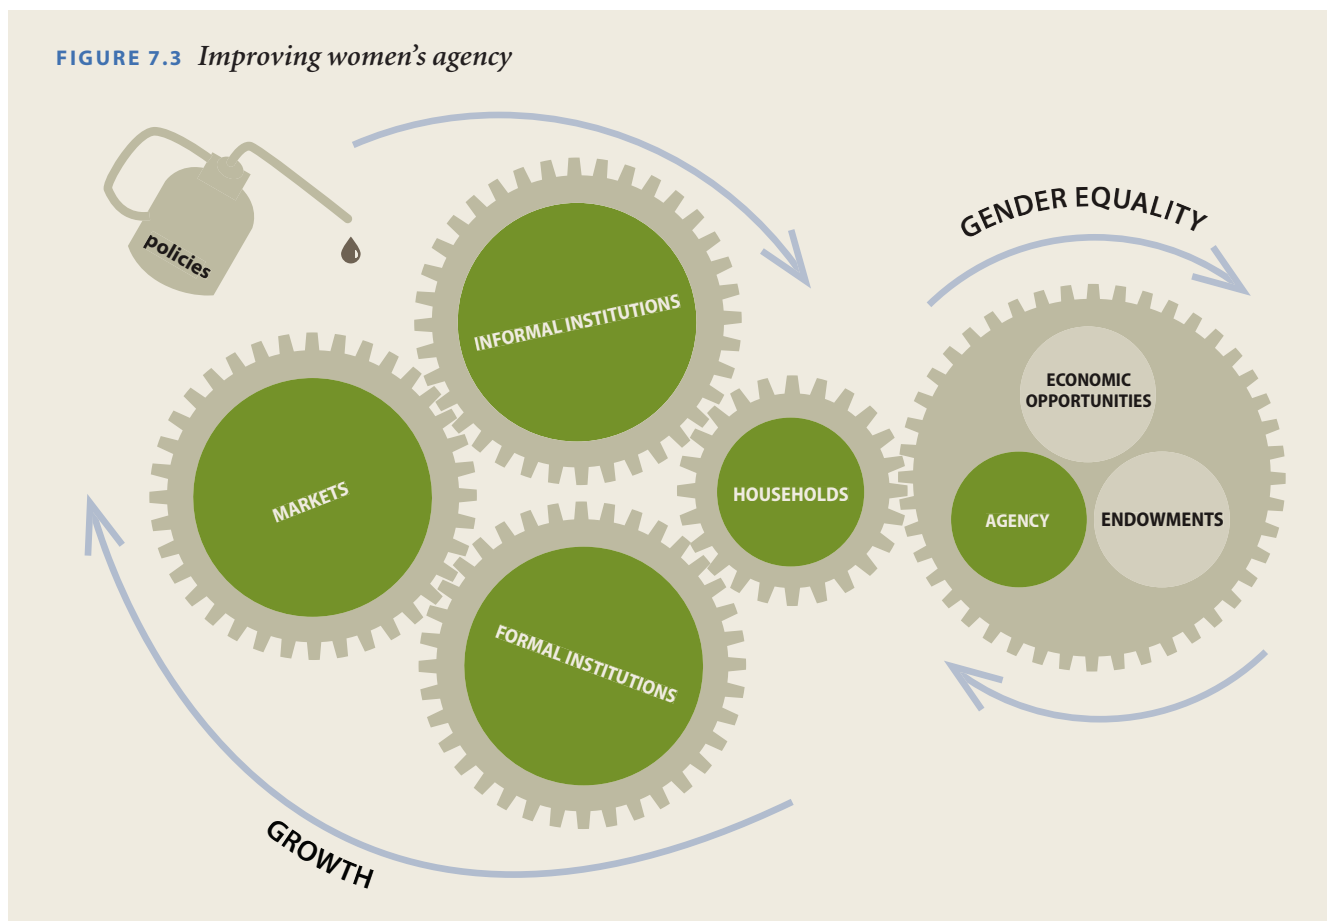 FIGURE 7.3 Improving women's agency
policies
GENDER EQUALITY
INFORMAL INSTITUTIONS
ECONOMIC
OPPORTUNITIES
MARKETS
HOUSEHOLDS
AGENCY
ENDOWMENTS
FORMAL INSTITUTIONS
GROWTH